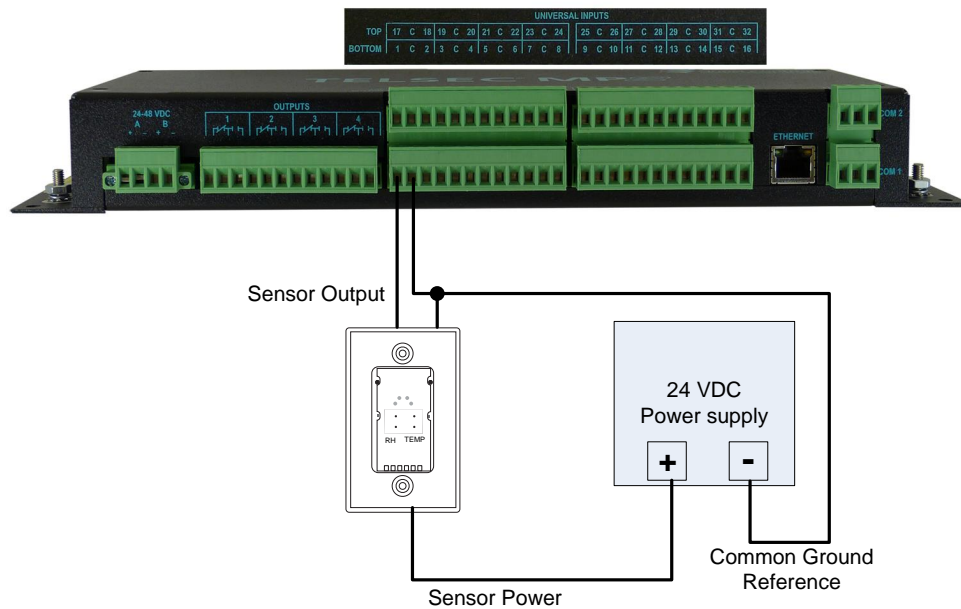 UNIVERSAL INPUTS
TOP 17 C 18 19 C 20 21 C 22 23 C 24 25 C 26 27 C 28 29 C 30 31 C 32
BOTTOM 1 C 2 3 C 4 5 C 6 7 C 8 9 C 10 11 C 12 13 C 14 15 C 16
TELSEC MP
24-48 VDC
A B
+ - + -
OUTPUTS
1 2 3 4
ETHERNET
COM 2
COM 1
Sensor Output
RH TEMP
24 VDC
Power supply
+ -
Common Ground
Reference
Sensor Power